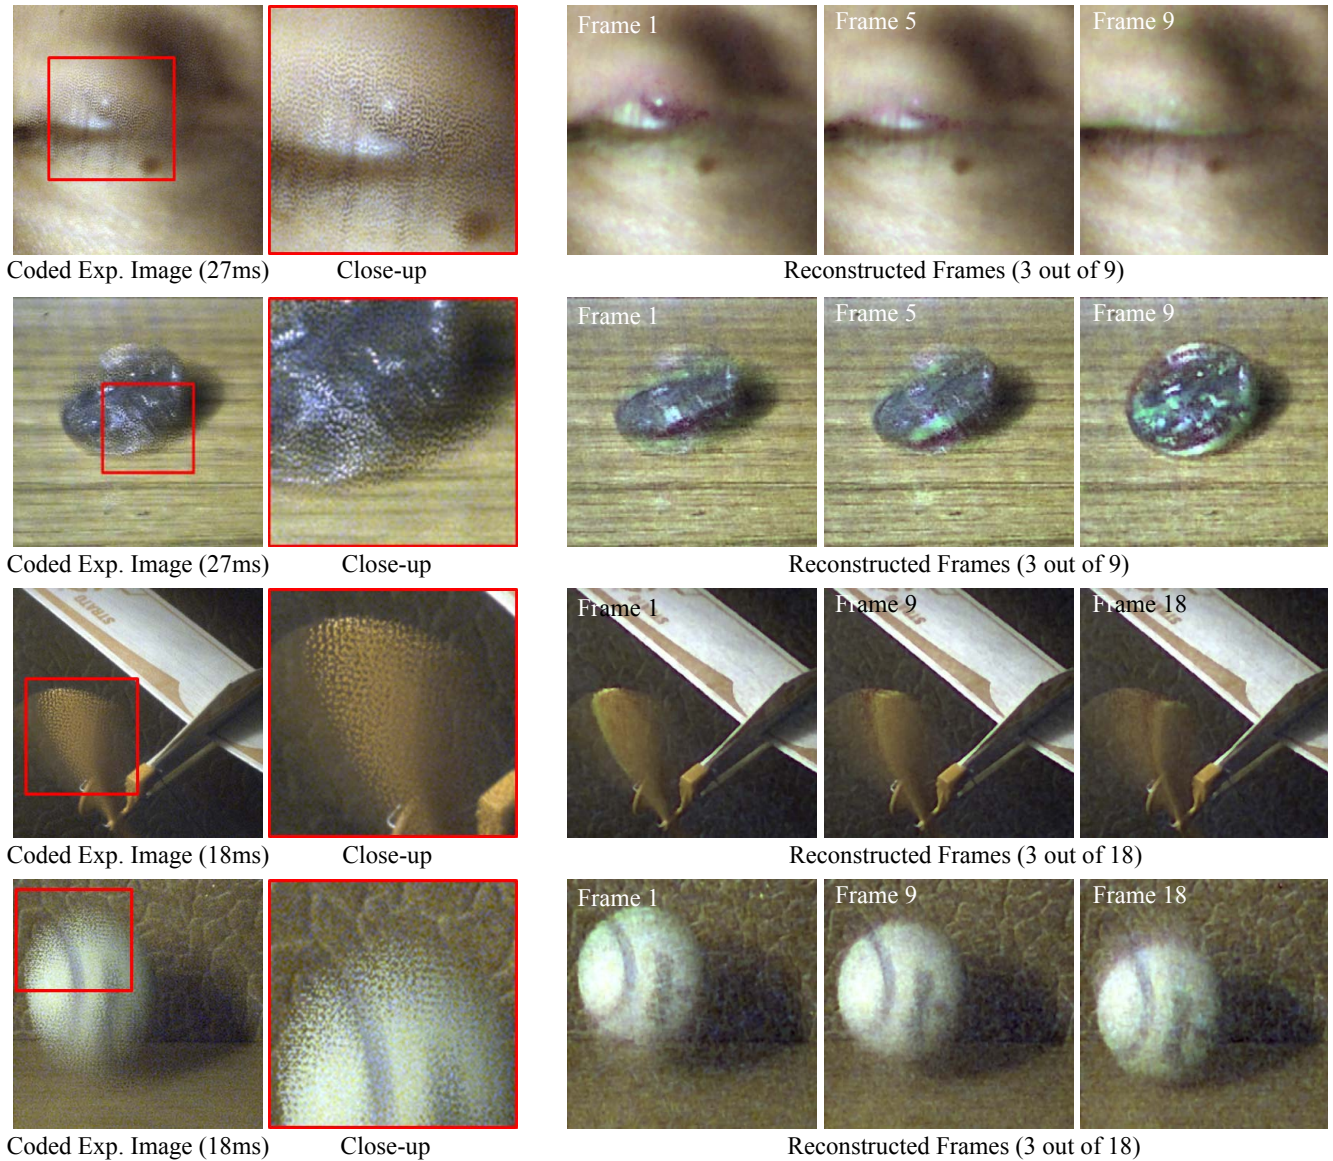 Frame 1
Frame 5
Frame 9
Coded Exp. Image (27ms)
Close-up
Reconstructed Frames (3 out of 9)
Frame 1
Frame 5
Frame 9
Coded Exp. Image (27ms)
Close-up
Reconstructed Frames (3 out of 9)
STRATO
Frame 1
Frame 9
Frame 18
Coded Exp. Image (18ms)
Close-up
Reconstructed Frames (3 out of 18)
Frame 1
Frame 9
Frame 18
Coded Exp. Image (18ms)
Close-up
Reconstructed Frames (3 out of 18)